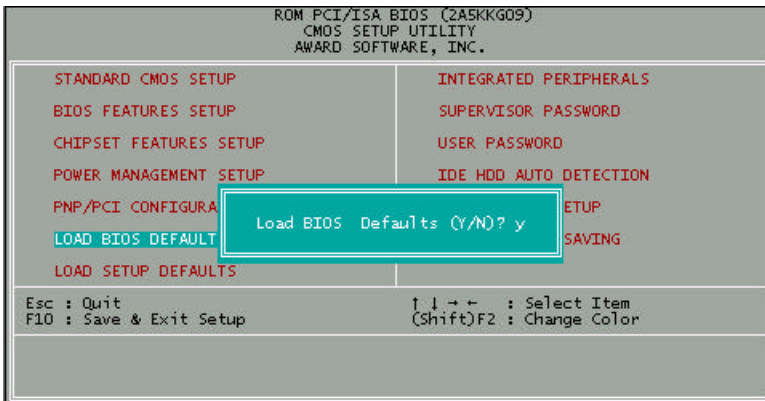 ROM PCI/ISA BIOS (2A5KKG09)
CMOS SETUP UTILITY
AWARD SOFTWARE, INC.
STANDARD CMOS SETUP
BIOS FEATURES SETUP
CHIPSET FEATURES SETUP
POWER MANAGEMENT SETUP
PNP/PCI CONFIGURA
LOAD BIOS DEFAULT
LOAD SETUP DEFAULTS
INTEGRATED PERIPHERALS
SUPERVISOR PASSWORD
USER PASSWORD
IDE HDD AUTO DETECTION
ETUP
SAVING
Load BIOS Defaults (Y/N)? y
Esc : Quit
F10 : Save & Exit Setup
↑ ↓ → ← : Select Item
(Shift)F2 : Change Color